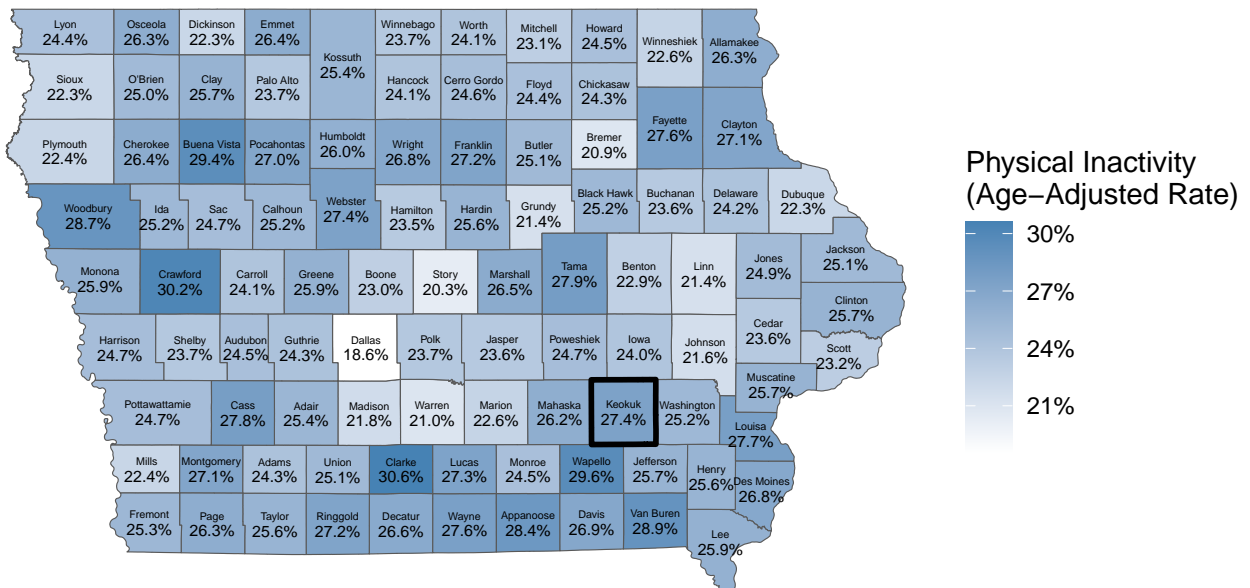 Lyon
24.4%
Osceola
26.3%
Dickinson
22.3%
Emmet
26.4%
Kossuth
25.4%
Winnebago
23.7%
Worth
24.1%
Mitchell
23.1%
Howard
24.5%
Winneshiek
22.6%
Allamakee
26.3%
Sioux
22.3%
O'Brien
25.0%
Clay
25.7%
Palo Alto
23.7%
Hancock
24.1%
Cerro Gordo
24.6%
Floyd
24.4%
Chickasaw
24.3%
Fayette
27.6%
Clayton
27.1%
Plymouth
22.4%
Cherokee
26.4%
Buena Vista
29.4%
Pocahontas
27.0%
Humboldt
26.0%
Wright
26.8%
Franklin
27.2%
Butler
25.1%
Bremer
20.9%
Woodbury
28.7%
Ida
25.2%
Sac
24.7%
Calhoun
25.2%
Webster
27.4%
Hamilton
23.5%
Hardin
25.6%
Grundy
21.4%
Black Hawk
25.2%
Buchanan
23.6%
Delaware
24.2%
Dubuque
22.3%
Monona
25.9%
Crawford
30.2%
Carroll
24.1%
Greene
25.9%
Boone
23.0%
Story
20.3%
Marshall
26.5%
Tama
27.9%
Benton
22.9%
Linn
21.4%
Jones
24.9%
Jackson
25.1%
Clinton
25.7%
Harrison
24.7%
Shelby
23.7%
Audubon
24.5%
Guthrie
24.3%
Dallas
18.6%
Polk
23.7%
Jasper
23.6%
Poweshiek
24.7%
Iowa
24.0%
Johnson
21.6%
Cedar
23.6%
Scott
23.2%
Muscatine
25.7%
Pottawattamie
24.7%
Cass
27.8%
Adair
25.4%
Madison
21.8%
Warren
21.0%
Marion
22.6%
Mahaska
26.2%
Keokuk
27.4%
Washington
25.2%
Louisa
27.7%
Mills
22.4%
Montgomery
27.1%
Adams
24.3%
Union
25.1%
Clarke
30.6%
Lucas
27.3%
Monroe
24.5%
Wapello
29.6%
Jefferson
25.7%
Henry
25.6%
Des Moines
26.8%
Fremont
25.3%
Page
26.3%
Taylor
25.6%
Ringgold
27.2%
Decatur
26.6%
Wayne
27.6%
Appanoose
28.4%
Davis
26.9%
Van Buren
28.9%
Lee
25.9%
Physical Inactivity
(Age−Adjusted Rate)
30%
27%
24%
21%